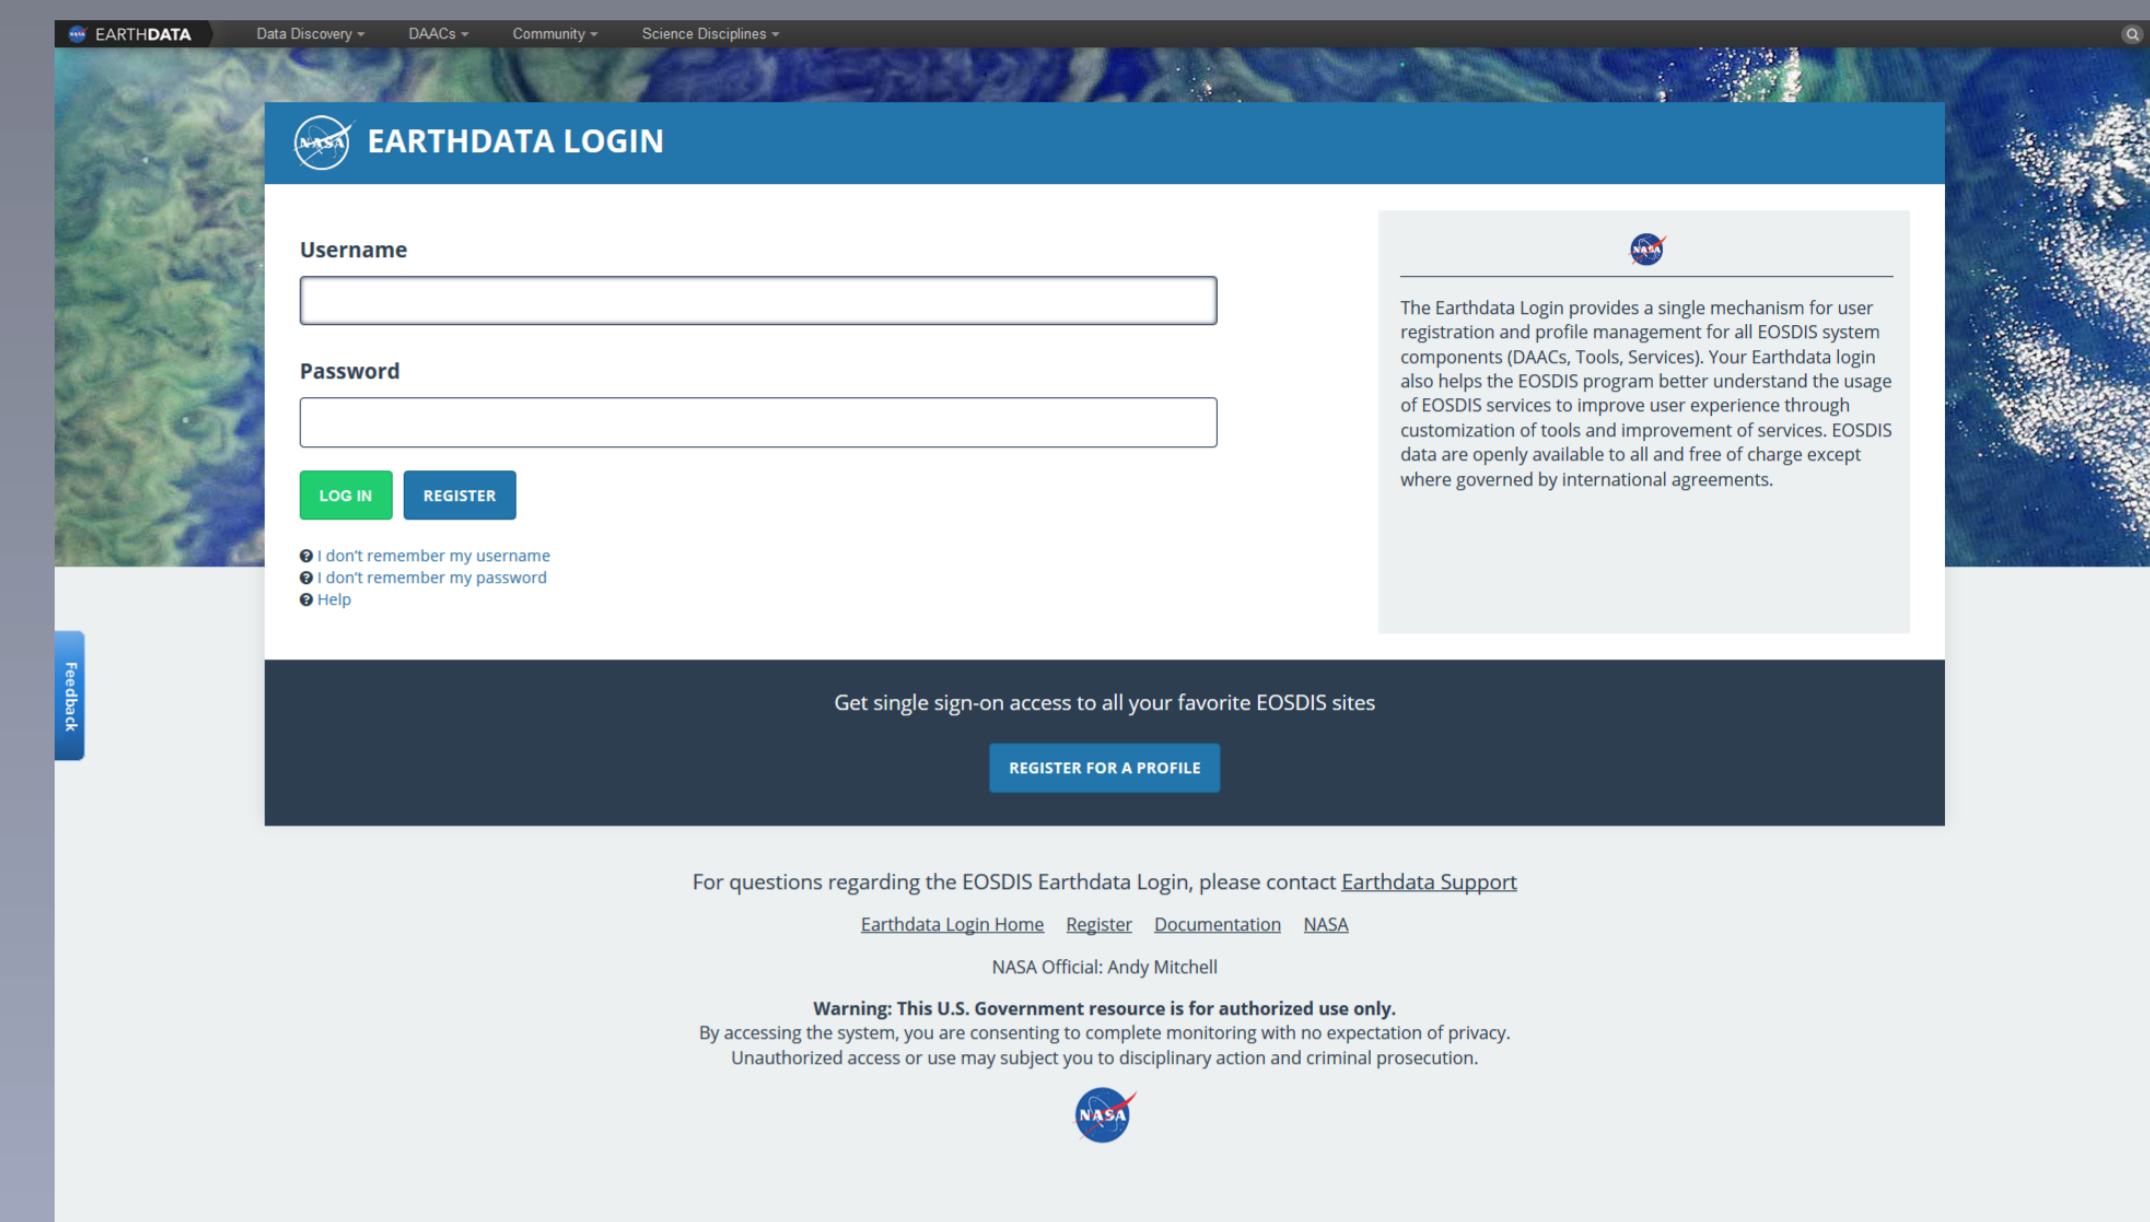 EARTHDATA Data Discovery DAACs Community Science Disciplines
NASA EARTHDATA LOGIN
Username
Password
LOG IN REGISTER
I don't remember my username
I don't remember my password
Help
NASA
The Earthdata Login provides a single mechanism for user
registration and profile management for all EOSDIS system
components (DAACs, Tools, Services). Your Earthdata login
also helps the EOSDIS program better understand the usage
of EOSDIS services to improve user experience through
customization of tools and improvement of services. EOSDIS
data are openly available to all and free of charge except
where governed by international agreements.
Feedback
Get single sign-on access to all your favorite EOSDIS sites
REGISTER FOR A PROFILE
For questions regarding the EOSDIS Earthdata Login, please contact Earthdata Support
Earthdata Login Home Register Documentation NASA
NASA Official: Andy Mitchell
Warning: This U.S. Government resource is for authorized use only.
By accessing the system, you are consenting to complete monitoring with no expectation of privacy.
Unauthorized access or use may subject you to disciplinary action and criminal prosecution.
NASA